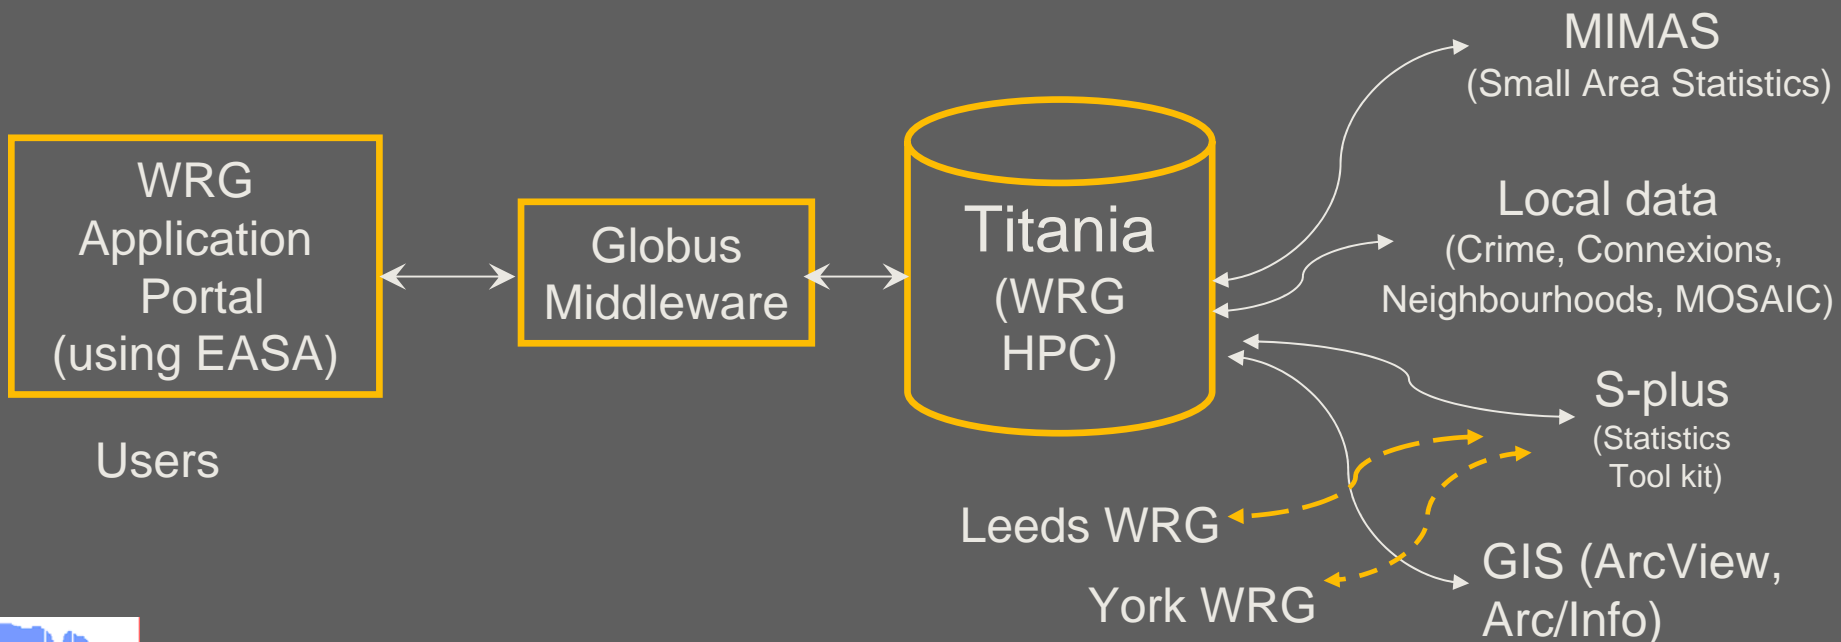 WRG
Application
Portal
(using EASA)
Users
Globus
Middleware
Titania
(WRG
HPC)
MIMAS
(Small Area Statistics)
Local data
(Crime, Connexions,
Neighbourhoods, MOSAIC)
S-plus
(Statistics
Tool kit)
Leeds WRG
York WRG
GIS (ArcView,
Arc/Info)